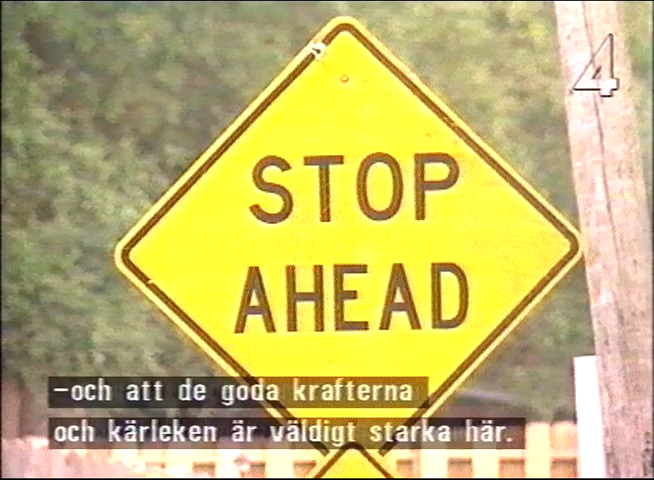 4
STOP
AHEAD
-och att de goda krafterna
och kärleken är väldigt starka här.